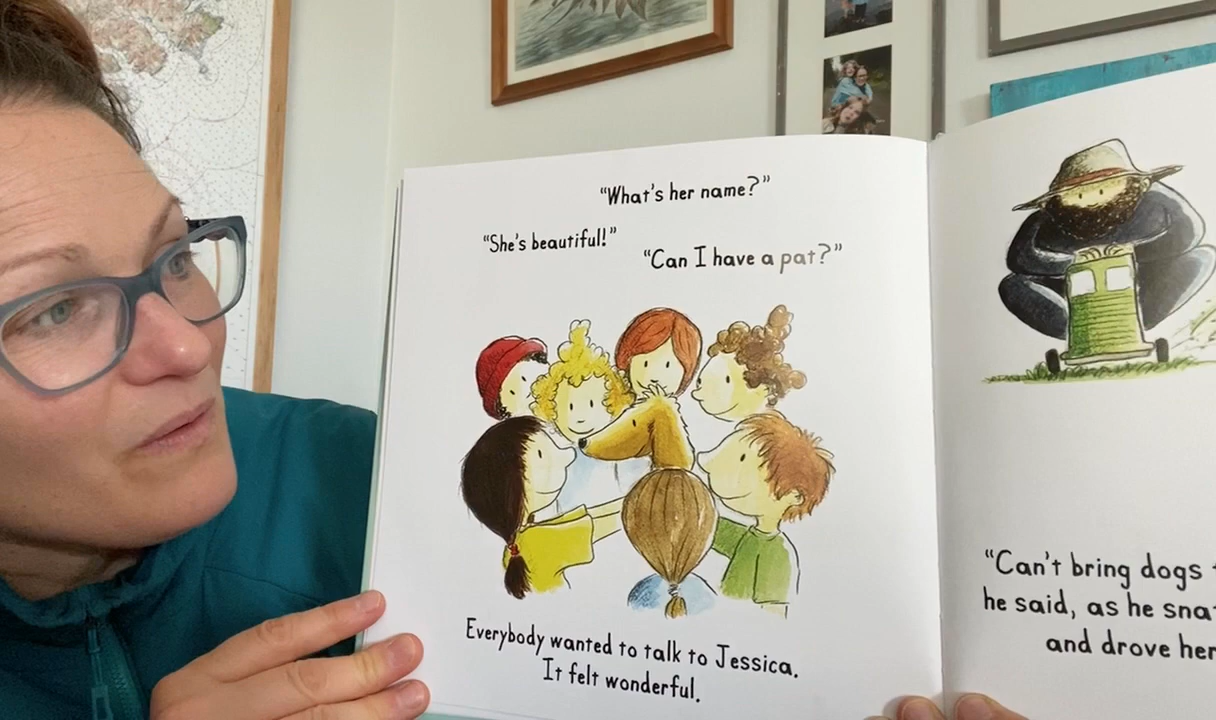 “What's her name?”
“She's beautiful!”
“Can I have a pat?”
Everybody wanted to talk to Jessica.
It felt wonderful.
“Can't bring dogs
he said, as he
and drove her